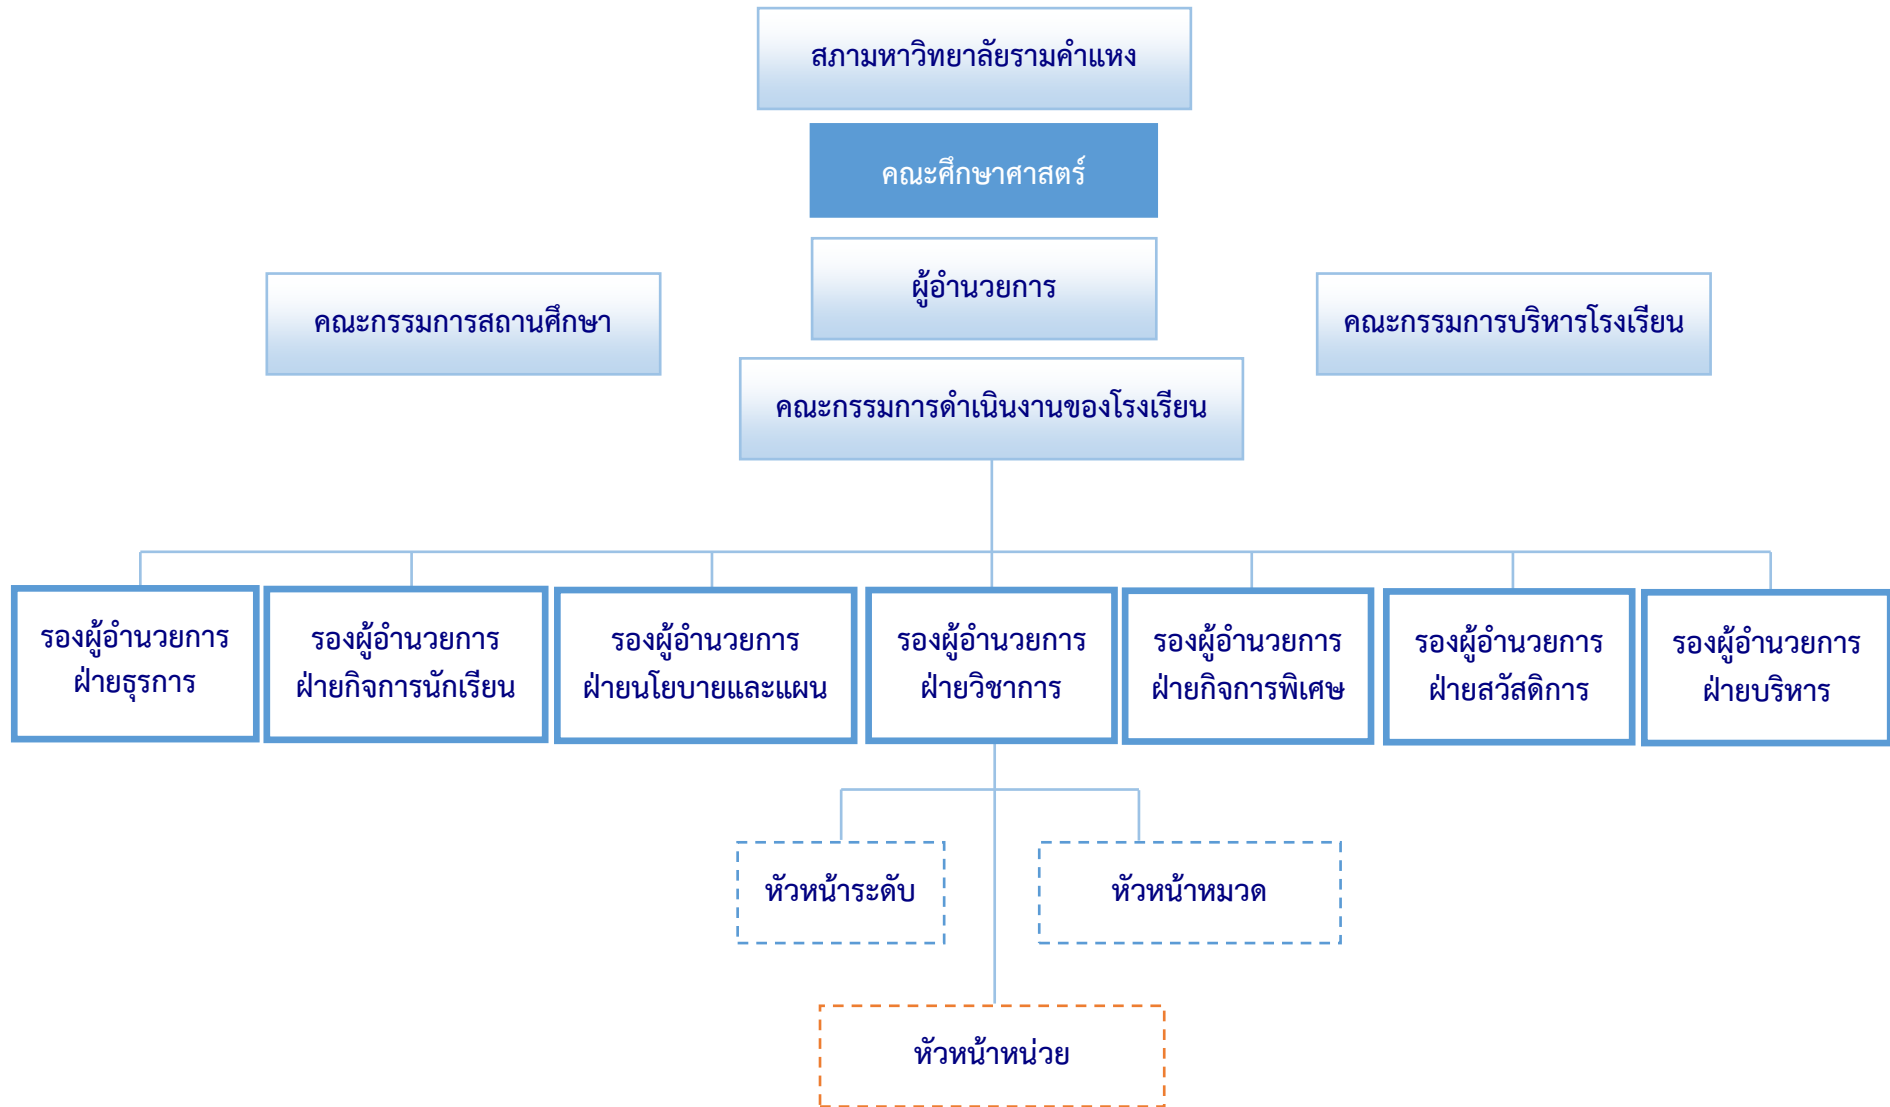 สภามหาวิทยาลัยรามคำแหง
คณะศึกษาศาสตร์
ผู้อำนวยการ
คณะกรรมการสถานศึกษา
คณะกรรมการบริหารโรงเรียน
คณะกรรมการดำเนินงานของโรงเรียน
รองผู้อำนวยการ
ฝ่ายธุรการ
รองผู้อำนวยการ
ฝ่ายกิจการนักเรียน
รองผู้อำนวยการ
ฝ่ายนโยบายและแผน
รองผู้อำนวยการ
ฝ่ายวิชาการ
รองผู้อำนวยการ
ฝ่ายกิจการพิเศษ
รองผู้อำนวยการ
ฝ่ายสวัสดิการ
รองผู้อำนวยการ
ฝ่ายบริหาร
หัวหน้าระดับ
หัวหน้าหมวด
หัวหน้าหน่วย